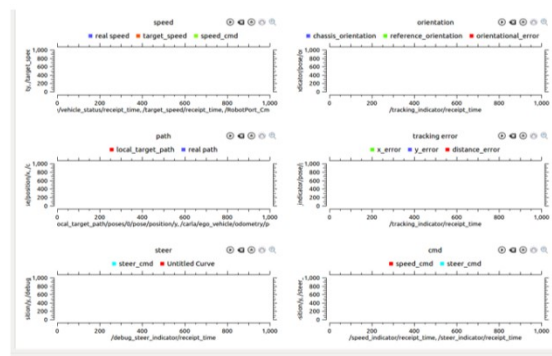 speed
real speed target_speed speed_cmd
ty,/target_spee
1,000
800
600
400
200
0
0 200 400 600 800 1,000
/vehicle_status/receipt_time,/target_speed/receipt_time,/RobotPort_Cm
orientation
chassis_orientation reference_orientation orientational_error
1,000
800
600
400
200
0
0 200 400 600 800 1,000
/tracking_indicator/receipt_time
path
local_target_path real path
1,000
800
600
400
200
0
0 200 400 600 800 1,000
ocal_target_path/poses/0/pose/position/y, /carla/ego_vehicle/odometry/p
tracking error
x_error y_error distance_error
_indicator/pose/
1,000
800
600
400
200
0
0 200 400 600 800 1,000
/tracking_indicator/receipt_time
steer
steer_cmd Untitled Curve
sition/y,/debug
1,000
800
600
400
200
0
0 200 400 600 800 1,000
/debug_steer_indicator/receipt_time
cmd
speed_cmd steer_cmd
1,000
800
600
400
200
0
0 200 400 600 800 1,000
/speed_indicator/receipt_time, /steer_indicator/receipt_time